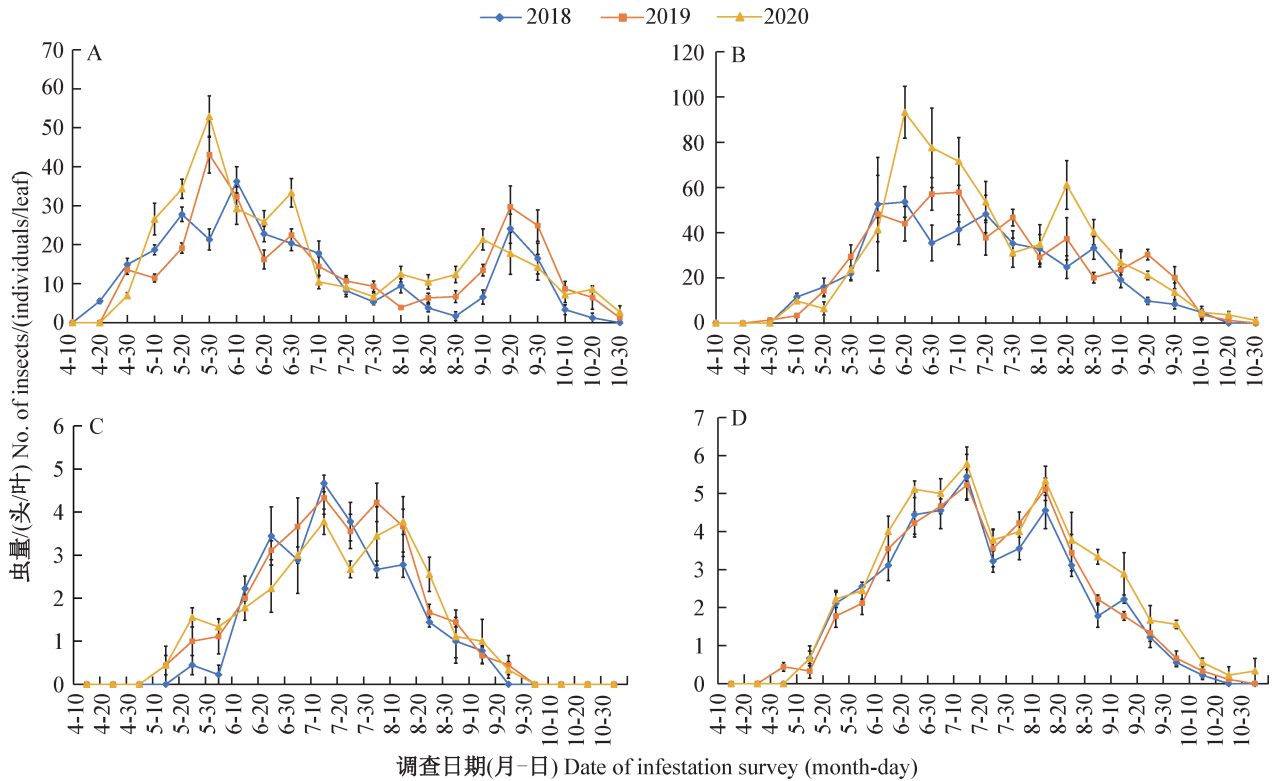 2018 2019 2020
虫量/(头/叶) No. of insects/(individuals/leaf)
A
70
60
50
40
30
20
10
0
4-10 4-20 4-30 5-10 5-20 5-30 6-10 6-20 6-30 7-10 7-20 7-30 8-10 8-20 8-30 9-10 9-20 9-30 10-10 10-20 10-30
B
120
100
80
60
40
20
0
4-10 4-20 4-30 5-10 5-20 5-30 6-10 6-20 6-30 7-10 7-20 7-30 8-10 8-20 8-30 9-10 9-20 9-30 10-10 10-20 10-30
C
6
5
4
3
2
1
0
4-10 4-20 4-30 5-10 5-20 5-30 6-10 6-20 6-30 7-10 7-20 7-30 8-10 8-20 8-30 9-10 9-20 9-30 10-10 10-20 10-30
D
7
6
5
4
3
2
1
0
4-10 4-20 4-30 5-10 5-20 5-30 6-10 6-20 6-30 7-10 7-20 7-30 8-10 8-20 8-30 9-10 9-20 9-30 10-10 10-20 10-30
调查日期(月-日) Date of infestation survey (month-day)